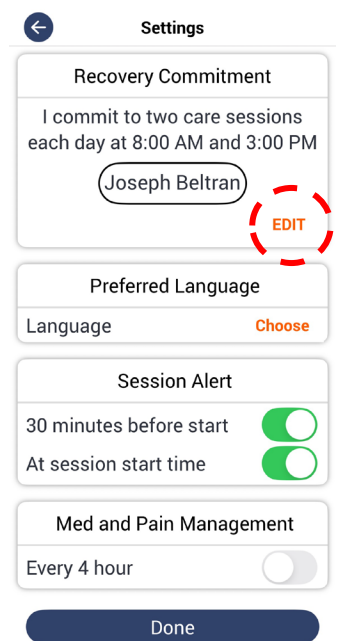 Settings
Recovery Commitment
I commit to two care sessions
each day at 8:00 AM and 3:00 PM
Joseph Beltran
EDIT
Preferred Language
Language Choose
Session Alert
30 minutes before start
At session start time
Med and Pain Management
Every 4 hour
Done